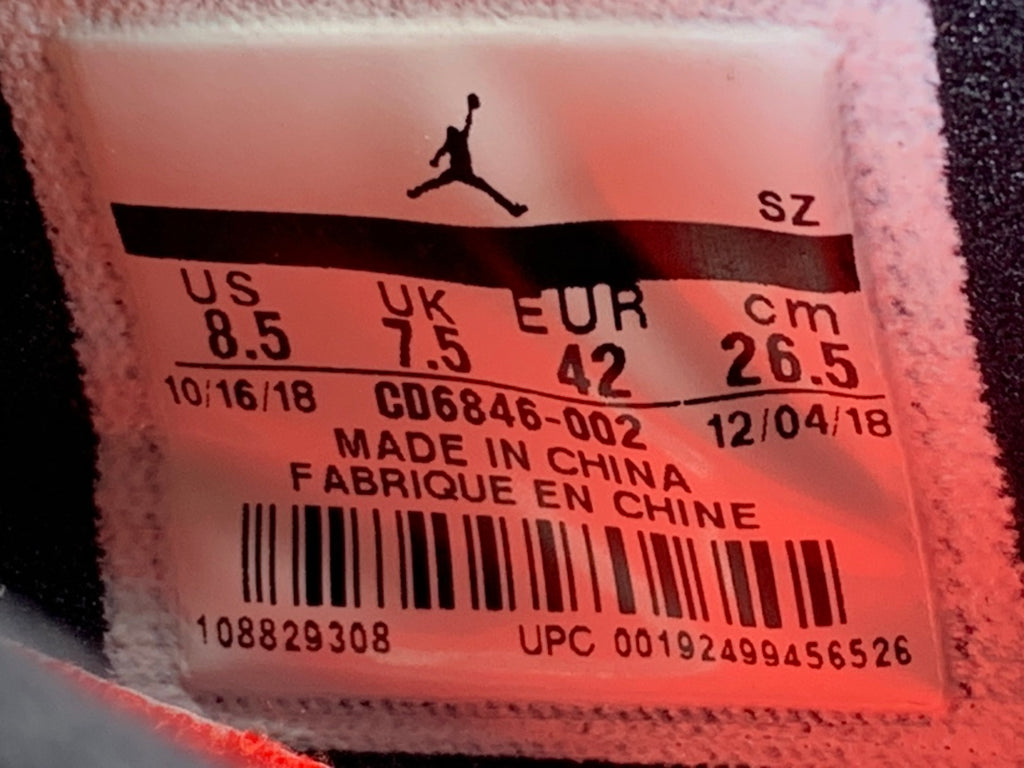 SZ
US UK EUR cm
8.5 7.5 42 26.5
10/16/18 CD6846-002 12/04/18
MADE IN CHINA
FABRIQUE EN CHINE
108829308 UPC 00192499456526